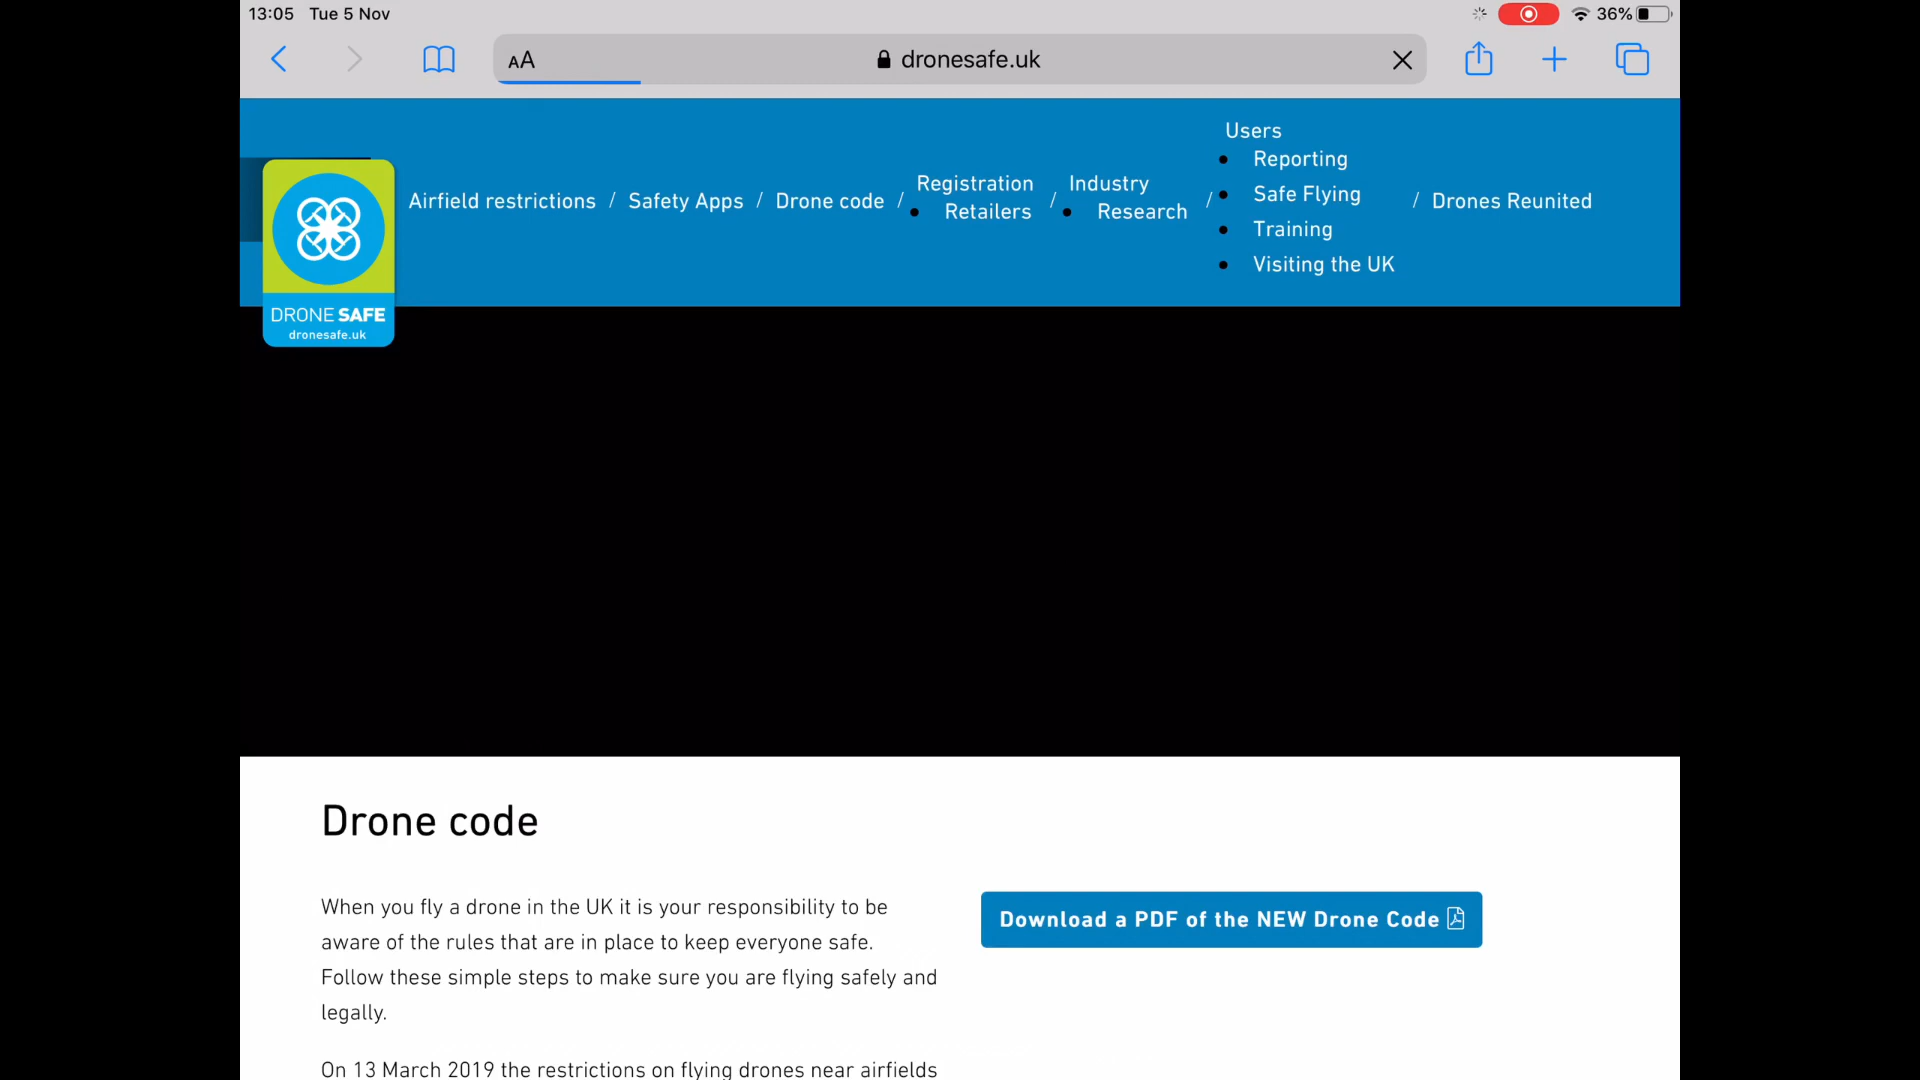 13:05 Tue 5 Nov
36%
AA
dronesafe.uk
Users
Reporting
Safe Flying
Training
Visiting the UK
Airfield restrictions / Safety Apps / Drone code /
Registration
Retailers
/
Industry
Research
/
/ Drones Reunited
DRONE SAFE
dronesafe.uk
Drone code
When you fly a drone in the UK it is your responsibility to be
aware of the rules that are in place to keep everyone safe.
Follow these simple steps to make sure you are flying safely and
legally.
Download a PDF of the NEW Drone Code
On 13 March 2019 the restrictions on flying drones near airfields